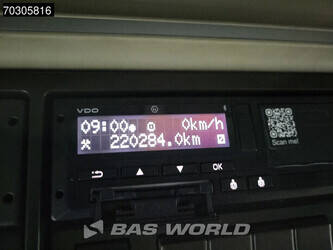 70305816
VDO
09:00 0km/h
220284.0km
OK
Scan me!
BAS WORLD